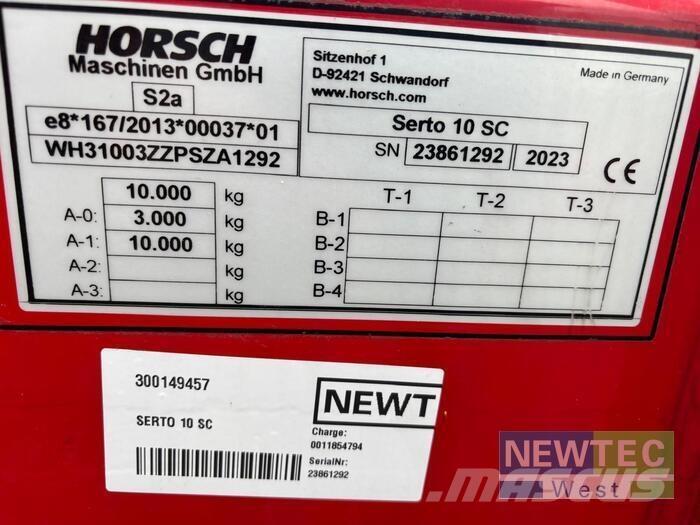 HORSCH
Maschinen GmbH
Sitzenhof 1
D-92421 Schwandorf
www.horsch.com
Made in Germany
S2a
e8*167/2013*00037*01
WH31003ZZPSZA1292
Serto 10 SC
SN 23861292 2023
CE
10.000 kg
A-0: 3.000 kg
A-1: 10.000 kg
A-2: kg
A-3: kg
T-1 T-2 T-3
B-1
B-2
B-3
B-4
300149457
SERTO 10 SC
NEWT
Charge:
0011854794
SerialNr:
23861292
NEWTEC
West
MASCUS